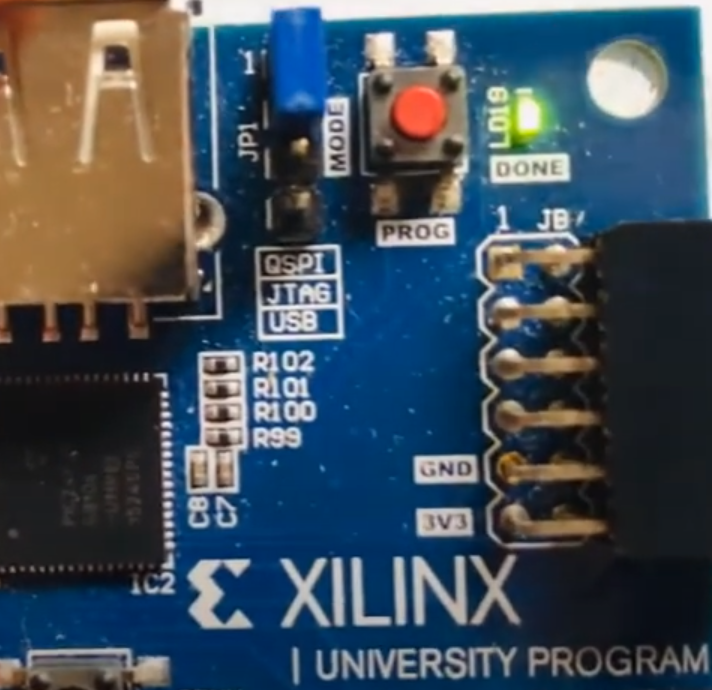 1
JP1
MODE
LD19
DONE
PROG
1 JB
QSPI
JTAG
USB
R102
R101
R100
R99
C8
C7
GND
3V3
IC2
XILINX
| UNIVERSITY PROGRAM